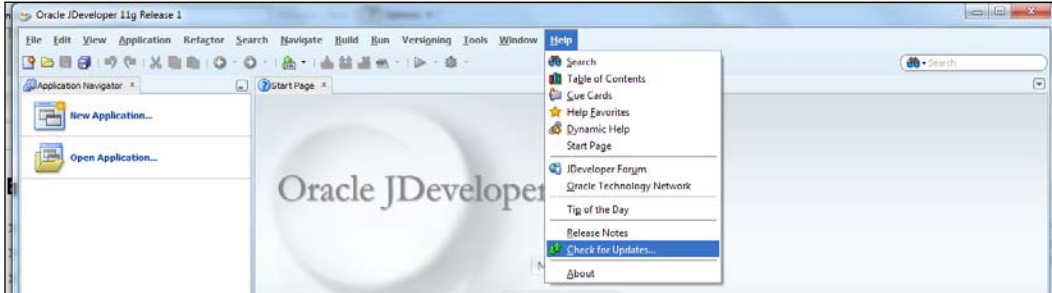 Oracle JDeveloper 11g Release 1
File Edit View Application Refactor Search Navigate Build Run Versioning Tools Window Help
Application Navigator
Start Page
Search
New Application...
Open Application...
Oracle JDeveloper
Search
Table of Contents
Cue Cards
Help Favorites
Dynamic Help
Start Page
JDeveloper Forum
Oracle Technology Network
Tip of the Day
Release Notes
Check for Updates...
About